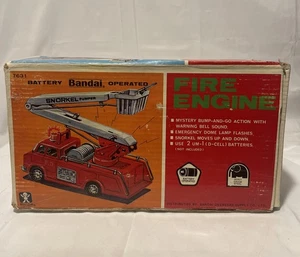 BATTERY Bandai OPERATED
SNORKEL
FIRE
ENGINE
• MYSTERY BUMP-AND-GO ACTION WITH
WARNING BELL SOUND.
• EMERGENCY DOME LAMP FLASHES.
• SNORKEL MOVES UP AND DOWN.
• USE 2 UM-1 (D-CELL) BATTERIES.
(NOT INCLUDED)